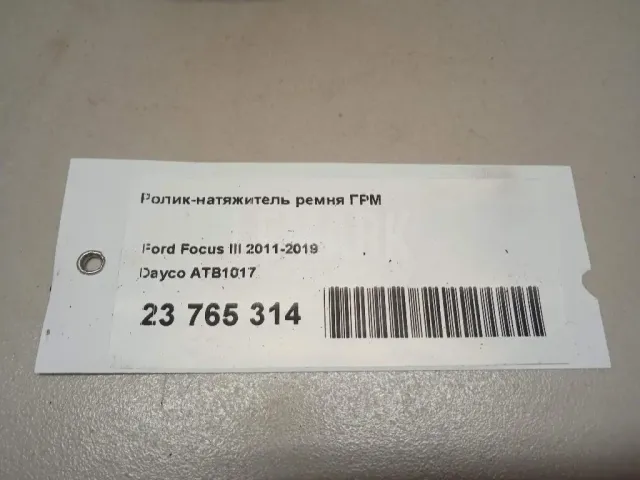 Ролик-натяжитель ремня ГРМ
Ford Focus III 2011-2019
Dayco ATB1017
23 765 314